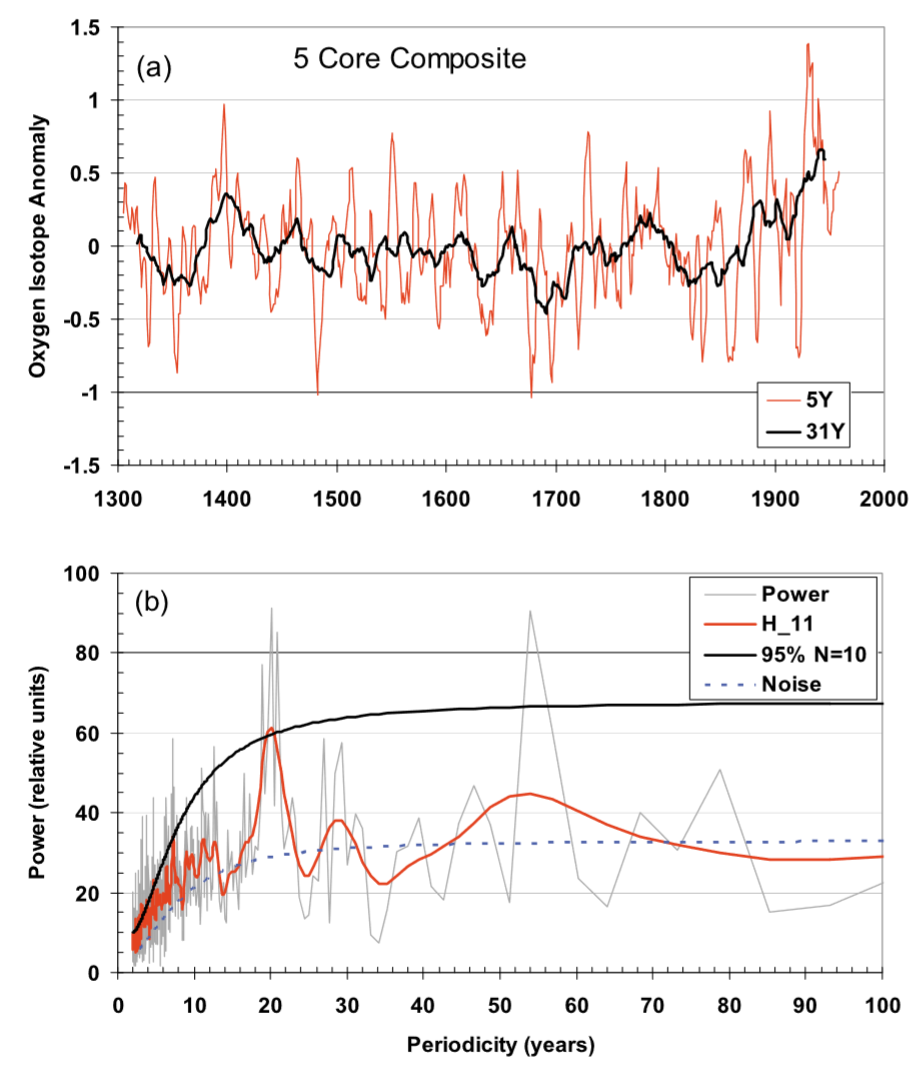 (a)
5 Core Composite
Oxygen Isotope Anomaly
1.5
1
0.5
0
-0.5
-1
-1.5
5Y
31Y
1300 1400 1500 1600 1700 1800 1900 2000
(b)
Power (relative units)
100
80
60
40
20
0
Power
H_11
95% N=10
Noise
0 10 20 30 40 50 60 70 80 90 100
Periodicity (years)